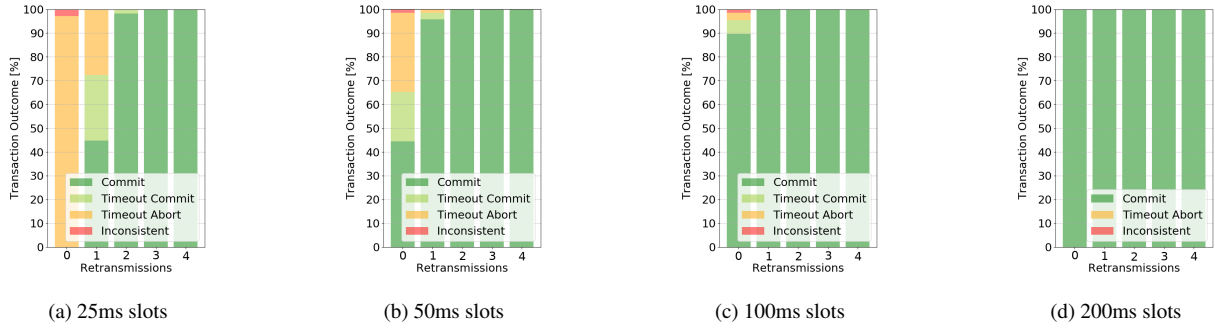 Transaction Outcome [%]
100
90
80
70
60
50
40
30
20
10
0
Commit
Timeout Commit
Timeout Abort
Inconsistent
0 1 2 3 4
Retransmissions
(a) 25ms slots
Transaction Outcome [%]
100
90
80
70
60
50
40
30
20
10
0
Commit
Timeout Commit
Timeout Abort
Inconsistent
0 1 2 3 4
Retransmissions
(b) 50ms slots
Transaction Outcome [%]
100
90
80
70
60
50
40
30
20
10
0
Commit
Timeout Commit
Timeout Abort
Inconsistent
0 1 2 3 4
Retransmissions
(c) 100ms slots
Transaction Outcome [%]
100
90
80
70
60
50
40
30
20
10
0
Commit
Timeout Abort
Inconsistent
0 1 2 3 4
Retransmissions
(d) 200ms slots